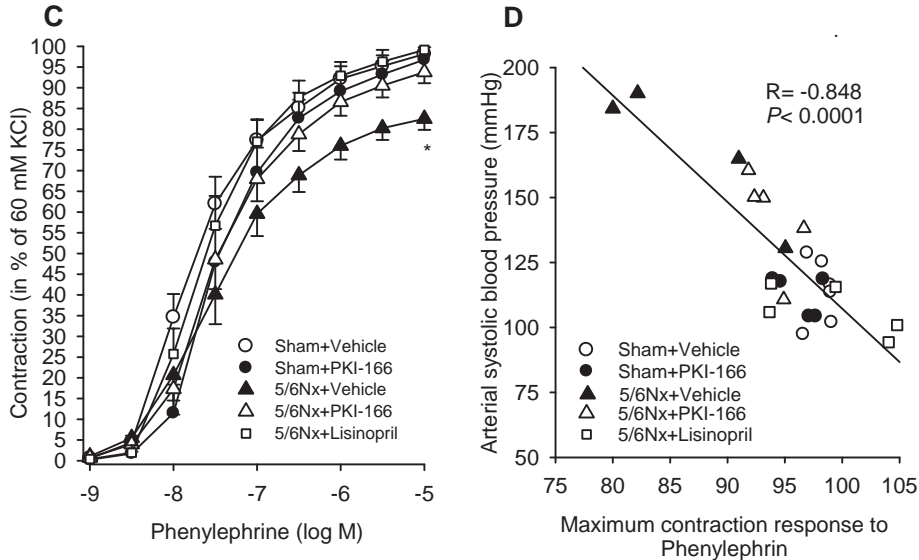 C
Contraction (in % of 60 mM KCl)
100
95
90
85
80
75
70
65
60
55
50
45
40
35
30
25
20
15
10
5
0
*
Sham+Vehicle
Sham+PKI-166
5/6Nx+Vehicle
5/6Nx+PKI-166
5/6Nx+Lisinopril
-9 -8 -7 -6 -5
Phenylephrine (log M)
D
Arterial systolic blood pressure (mmHg)
200
175
150
125
100
75
50
R= -0.848
P< 0.0001
Sham+Vehicle
Sham+PKI-166
5/6Nx+Vehicle
5/6Nx+PKI-166
5/6Nx+Lisinopril
75 80 85 90 95 100 105
Maximum contraction response to
Phenylephrin